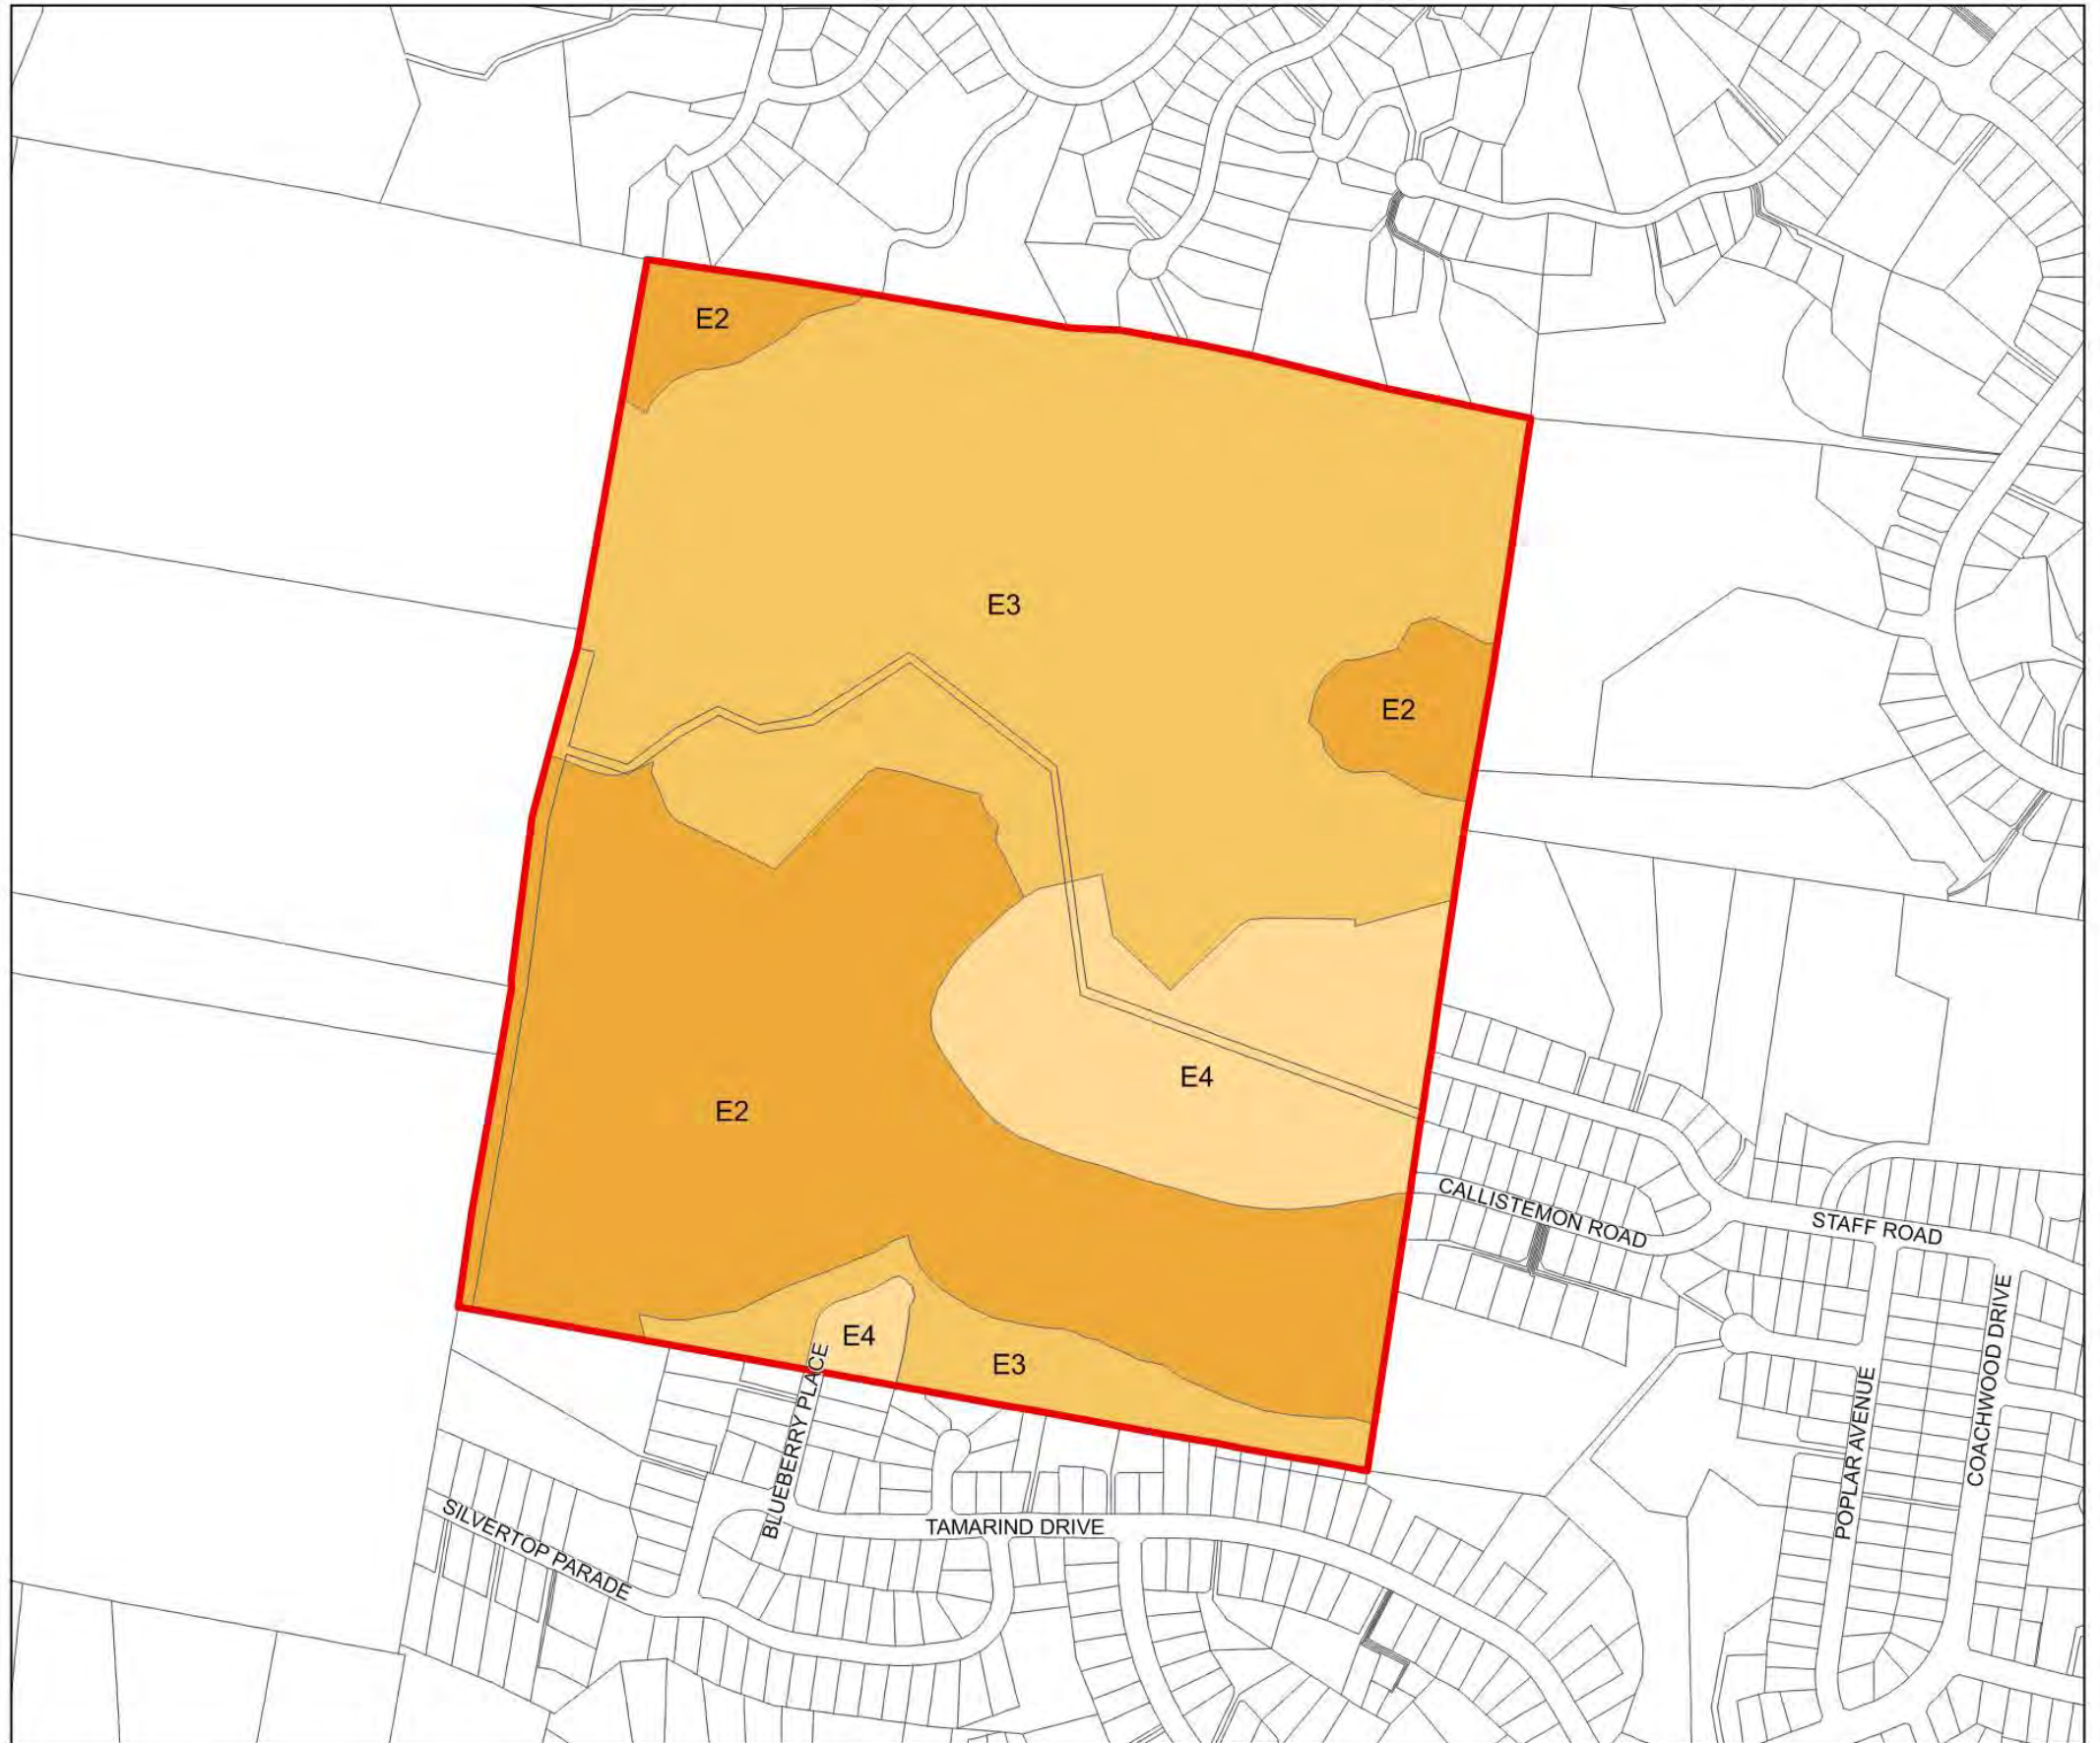 E2
E3
E2
E4
E2
CALLISTEMON ROAD
STAFF ROAD
E4
E3
BLUEBERRY PLACE
COACHWOOD DRIVE
POPLAR AVENUE
SILVERTOP PARADE
TAMARIND DRIVE